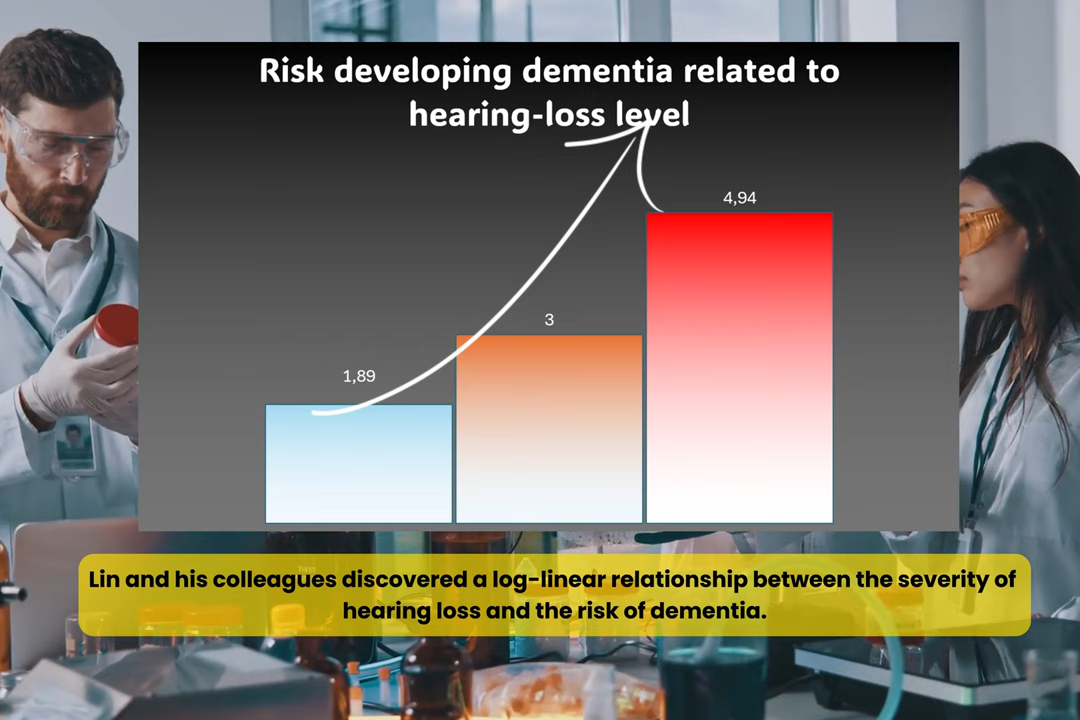 Risk developing dementia related to
hearing-loss level
4,94
3
1,89
Lin and his colleagues discovered a log-linear relationship between the severity of
hearing loss and the risk of dementia.